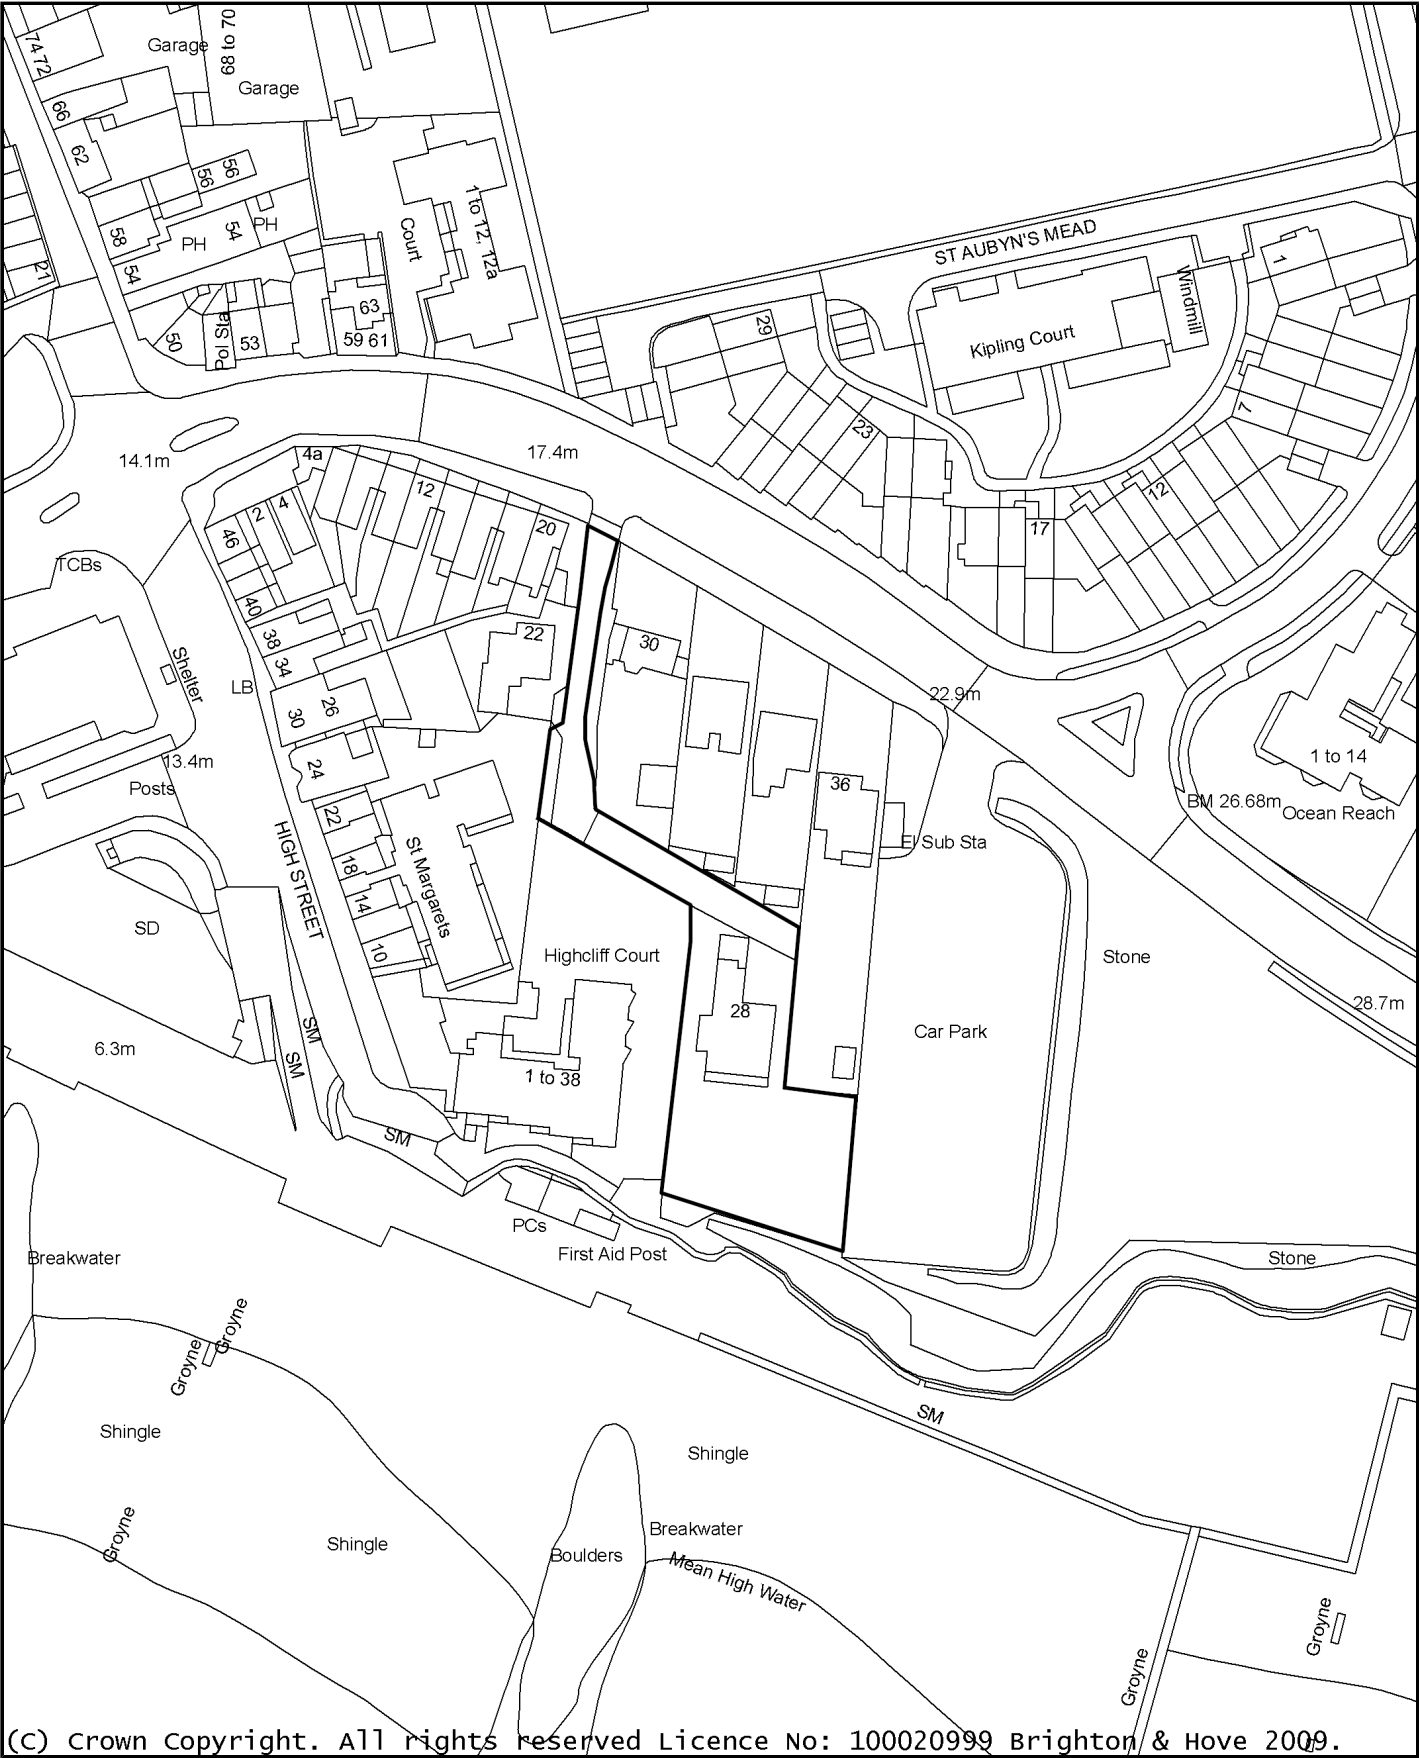 74
72
Garage
68 to 70
Garage
66
62
56
56
58
54
PH
PH
54
21
Court
1 to 12, 12a
63
59 61
50
Pol Sta
53
ST AUBYN'S MEAD
Windmill
1
Kipling Court
29
23
7
12
17
14.1m
17.4m
4a
12
20
2
4
46
40
38
34
30
26
24
22
22
18
14
10
TCBs
Shelter
LB
13.4m
Posts
HIGH STREET
St Margarets
SD
6.3m
SM
SM
SM
30
36
22.9m
El Sub Sta
BM 26.68m
1 to 14
Ocean Reach
Stone
28.7m
Highcliff Court
28
Car Park
1 to 38
PCs
First Aid Post
Stone
Breakwater
Groyne
Groyne
Shingle
Shingle
SM
Groyne
Shingle
Boulders
Breakwater
Mean High Water
Groyne
Groyne
(C) Crown Copyright. All rights reserved Licence No: 100020999 Brighton & Hove 2009.